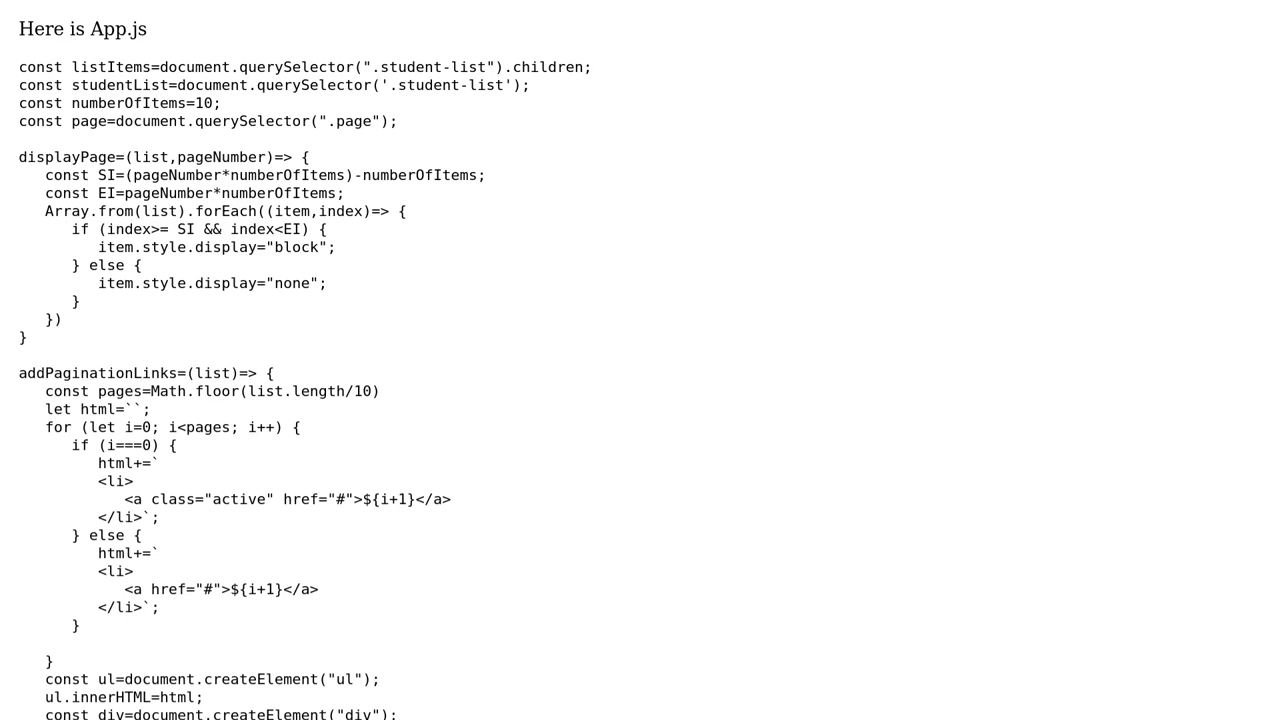 Here is App.js
const listItems=document.querySelector(".student-list").children;
const studentList=document.querySelector('.student-list');
const numberOfItems=10;
const page=document.querySelector(".page");
displayPage=(list,pageNumber)=> {
   const SI=(pageNumber*numberOfItems)-numberOfItems;
   const EI=pageNumber*numberOfItems;
   Array.from(list).forEach((item,index)=> {
      if (index>= SI && index<EI) {
         item.style.display="block";
      } else {
         item.style.display="none";
      }
   })
}
addPaginationLinks=(list)=> {
   const pages=Math.floor(list.length/10)
   let html=``;
   for (let i=0; i<pages; i++) {
      if (i===0) {
         html+=`
         <li>
            <a class="active" href="#">${i+1}</a>
         </li>`;
      } else {
         html+=`
         <li>
            <a href="#">${i+1}</a>
         </li>`;
      }
   }
   const ul=document.createElement("ul");
   ul.innerHTML=html;
   const div=document.createElement("div");